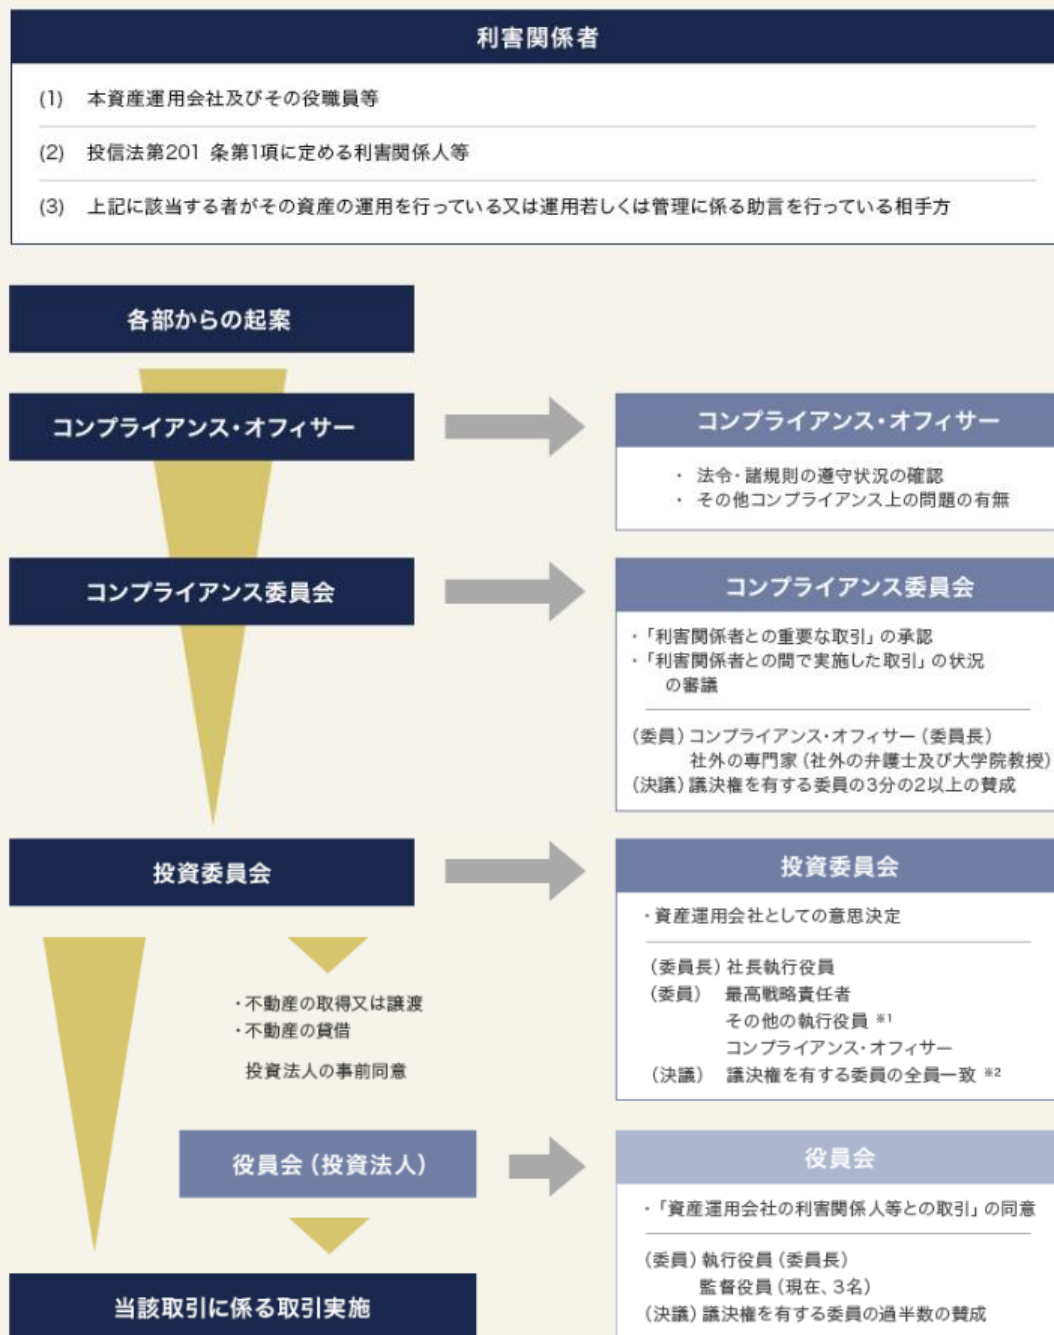 利害関係者
(1) 本資産運用会社及びその役職員等
(2) 投信法第201 条第1項に定める利害関係人等
(3) 上記に該当する者がその資産の運用を行っている又は運用若しくは管理に係る助言を行っている相手方
各部からの起案
コンプライアンス・オフィサー
コンプライアンス・オフィサー
・ 法令・諸規則の遵守状況の確認
・ その他コンプライアンス上の問題の有無
コンプライアンス委員会
コンプライアンス委員会
・「利害関係者との重要な取引」の承認
・「利害関係者との間で実施した取引」の状況
の審議
(委員) コンプライアンス・オフィサー (委員長)
社外の専門家 (社外の弁護士及び大学院教授)
(決議) 議決権を有する委員の3分の2以上の賛成
投資委員会
投資委員会
・資産運用会社としての意思決定
(委員長) 社長執行役員
(委員) 最高戦略責任者
その他の執行役員 ※1
コンプライアンス・オフィサー
(決議) 議決権を有する委員の全員一致 ※2
・不動産の取得又は譲渡
・不動産の貸借
投資法人の事前同意
役員会 (投資法人)
役員会
・「資産運用会社の利害関係人等との取引」の同意
(委員) 執行役員 (委員長)
監督役員 (現在、3名)
(決議) 議決権を有する委員の過半数の賛成
当該取引に係る取引実施